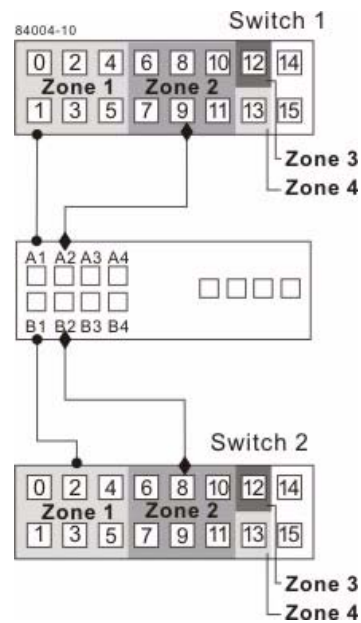 Switch 1
84004-10
0 2 4 6 8 10 12 14
Zone 1 Zone 2
1 3 5 7 9 11 13 15
Zone 3
Zone 4
A1 A2 A3 A4
B1 B2 B3 B4
Switch 2
0 2 4 6 8 10 12 14
Zone 1 Zone 2
1 3 5 7 9 11 13 15
Zone 3
Zone 4